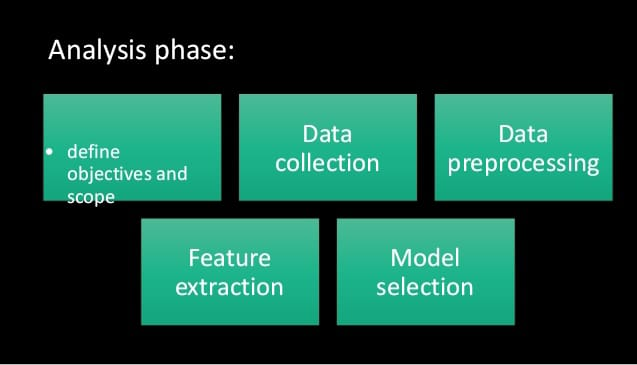 Analysis phase:
• define
objectives and
scope
Data
collection
Data
preprocessing
Feature
extraction
Model
selection